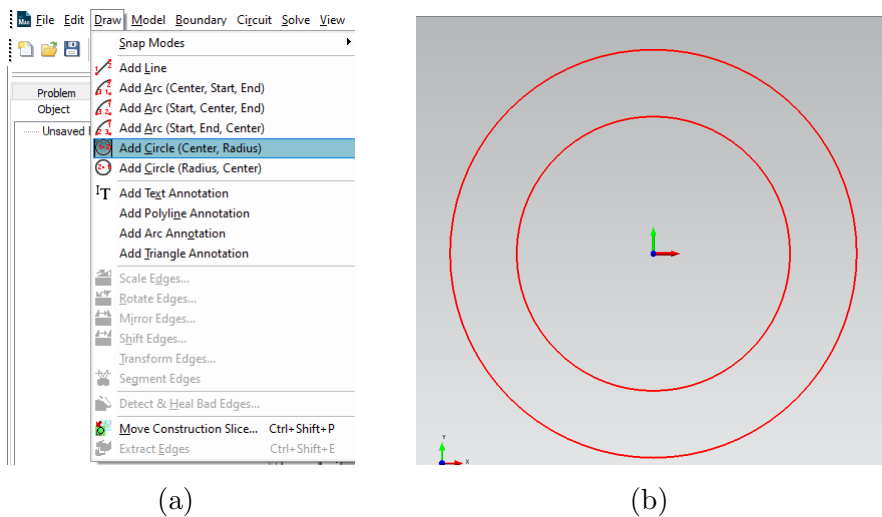 File Edit Draw Model Boundary Circuit Solve View
Snap Modes
Problem
Object
Unsaved
Add Line
Add Arc (Center, Start, End)
Add Arc (Start, Center, End)
Add Arc (Start, End, Center)
Add Circle (Center, Radius)
Add Circle (Radius, Center)
Add Text Annotation
Add Polyline Annotation
Add Arc Annotation
Add Triangle Annotation
Scale Edges...
Rotate Edges...
Mirror Edges...
Shift Edges...
Transform Edges...
Segment Edges
Detect & Heal Bad Edges...
Move Construction Slice... Ctrl+Shift+P
Extract Edges Ctrl+Shift+E
Y
X
(a)
(b)